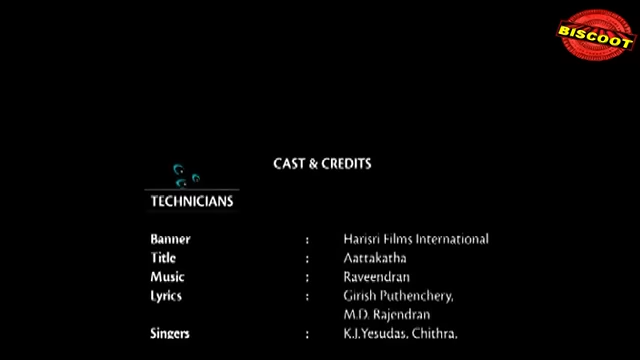 BISCOOT
CAST & CREDITS
TECHNICIANS
Banner : Harisri Films International
Title : Aattakatha
Music : Raveendran
Lyrics : Girish Puthenchery,
M.D. Rajendran
Singers : K.J.Yesudas, Chithra,